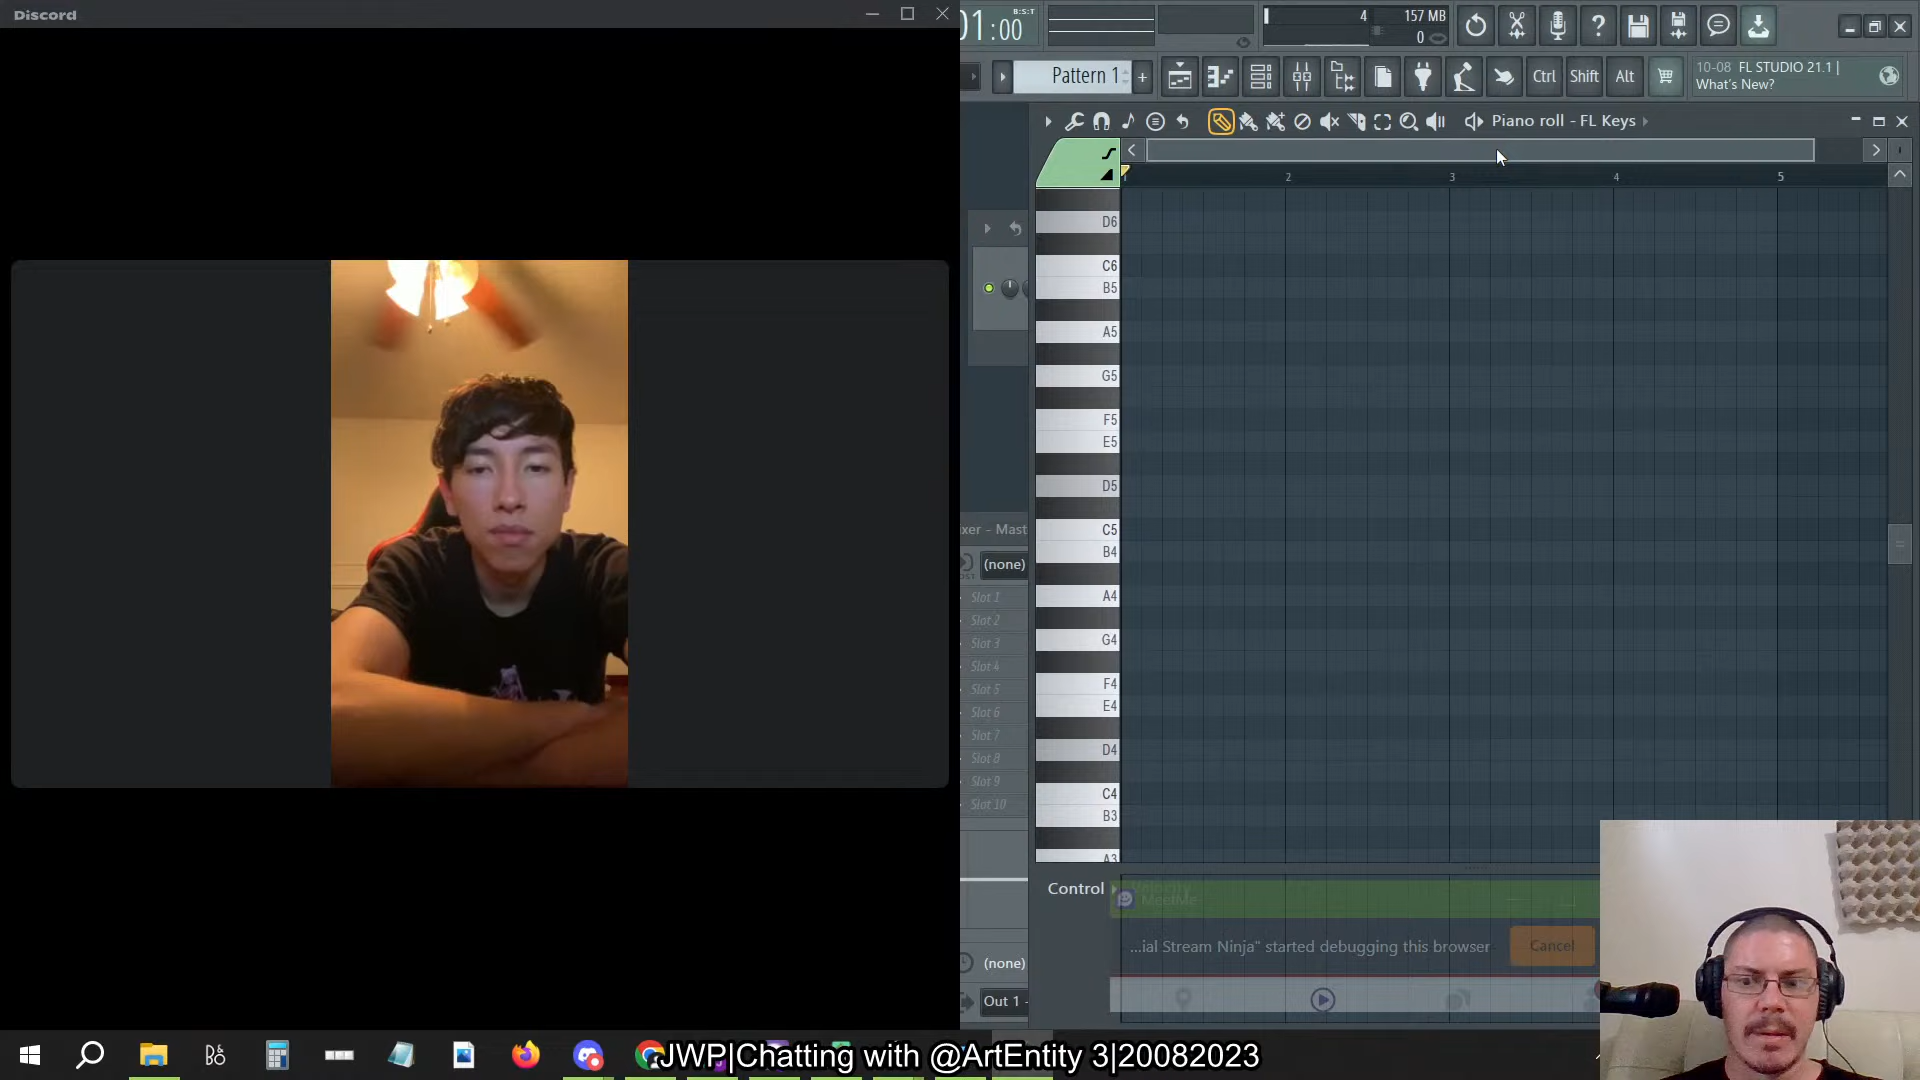 Discord
01:00
B:S:T
4
157 MB
0
Pattern 1
Ctrl
Shift
Alt
10-08 FL STUDIO 21.1 |
What's New?
Piano roll - FL Keys
2
3
4
5
D6
C6
B5
A5
G5
F5
E5
D5
C5
B4
A4
G4
F4
E4
D4
C4
B3
A3
xer - Mast
(none)
Slot 1
Slot 2
Slot 3
Slot 4
Slot 5
Slot 6
Slot 7
Slot 8
Slot 9
Slot 10
Control
Velocity
MeetMe
...ial Stream Ninja" started debugging this browser
Cancel
(none)
Out 1 -
JWP|Chatting with @ArtEntity 3|20082023